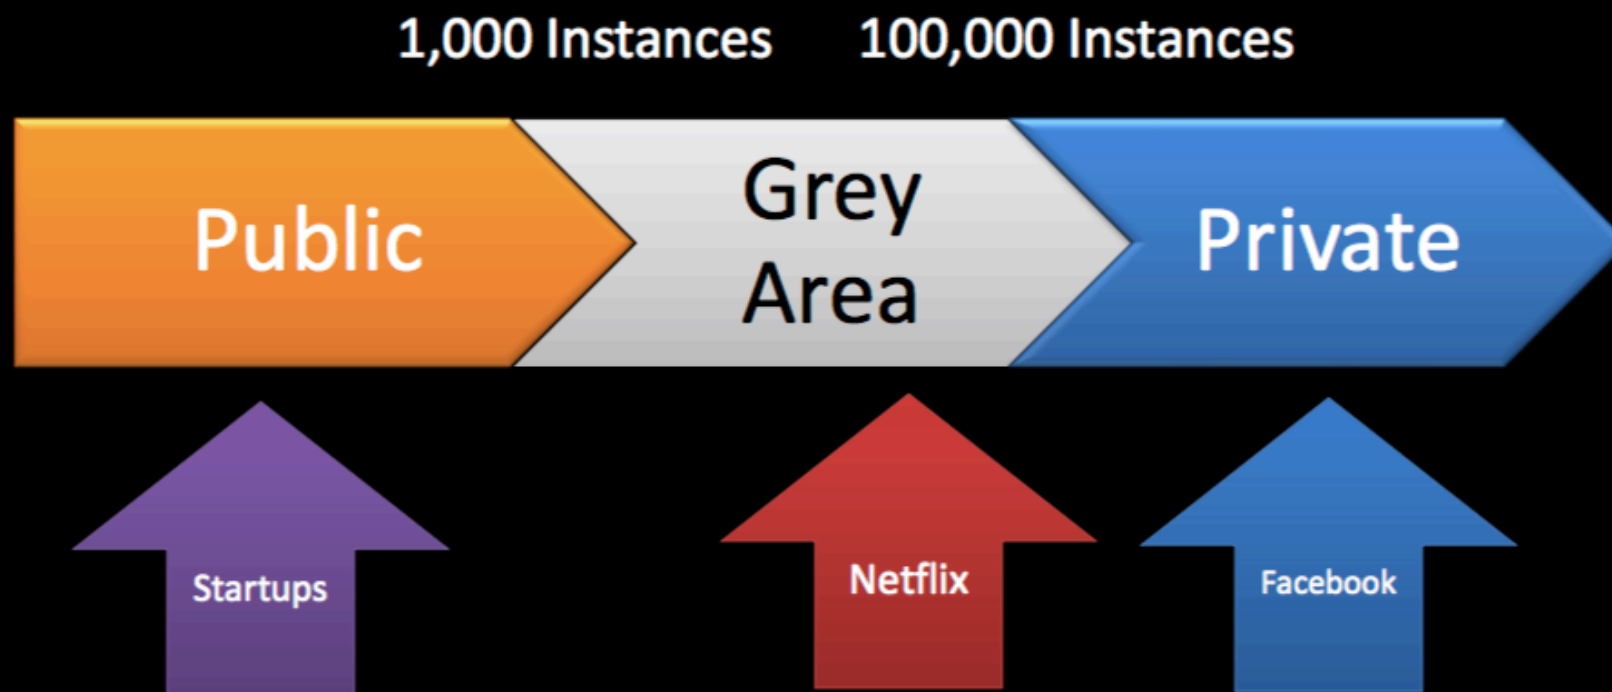 1,000 Instances 100,000 Instances
Public
Grey
Area
Private
Startups
Netflix
Facebook